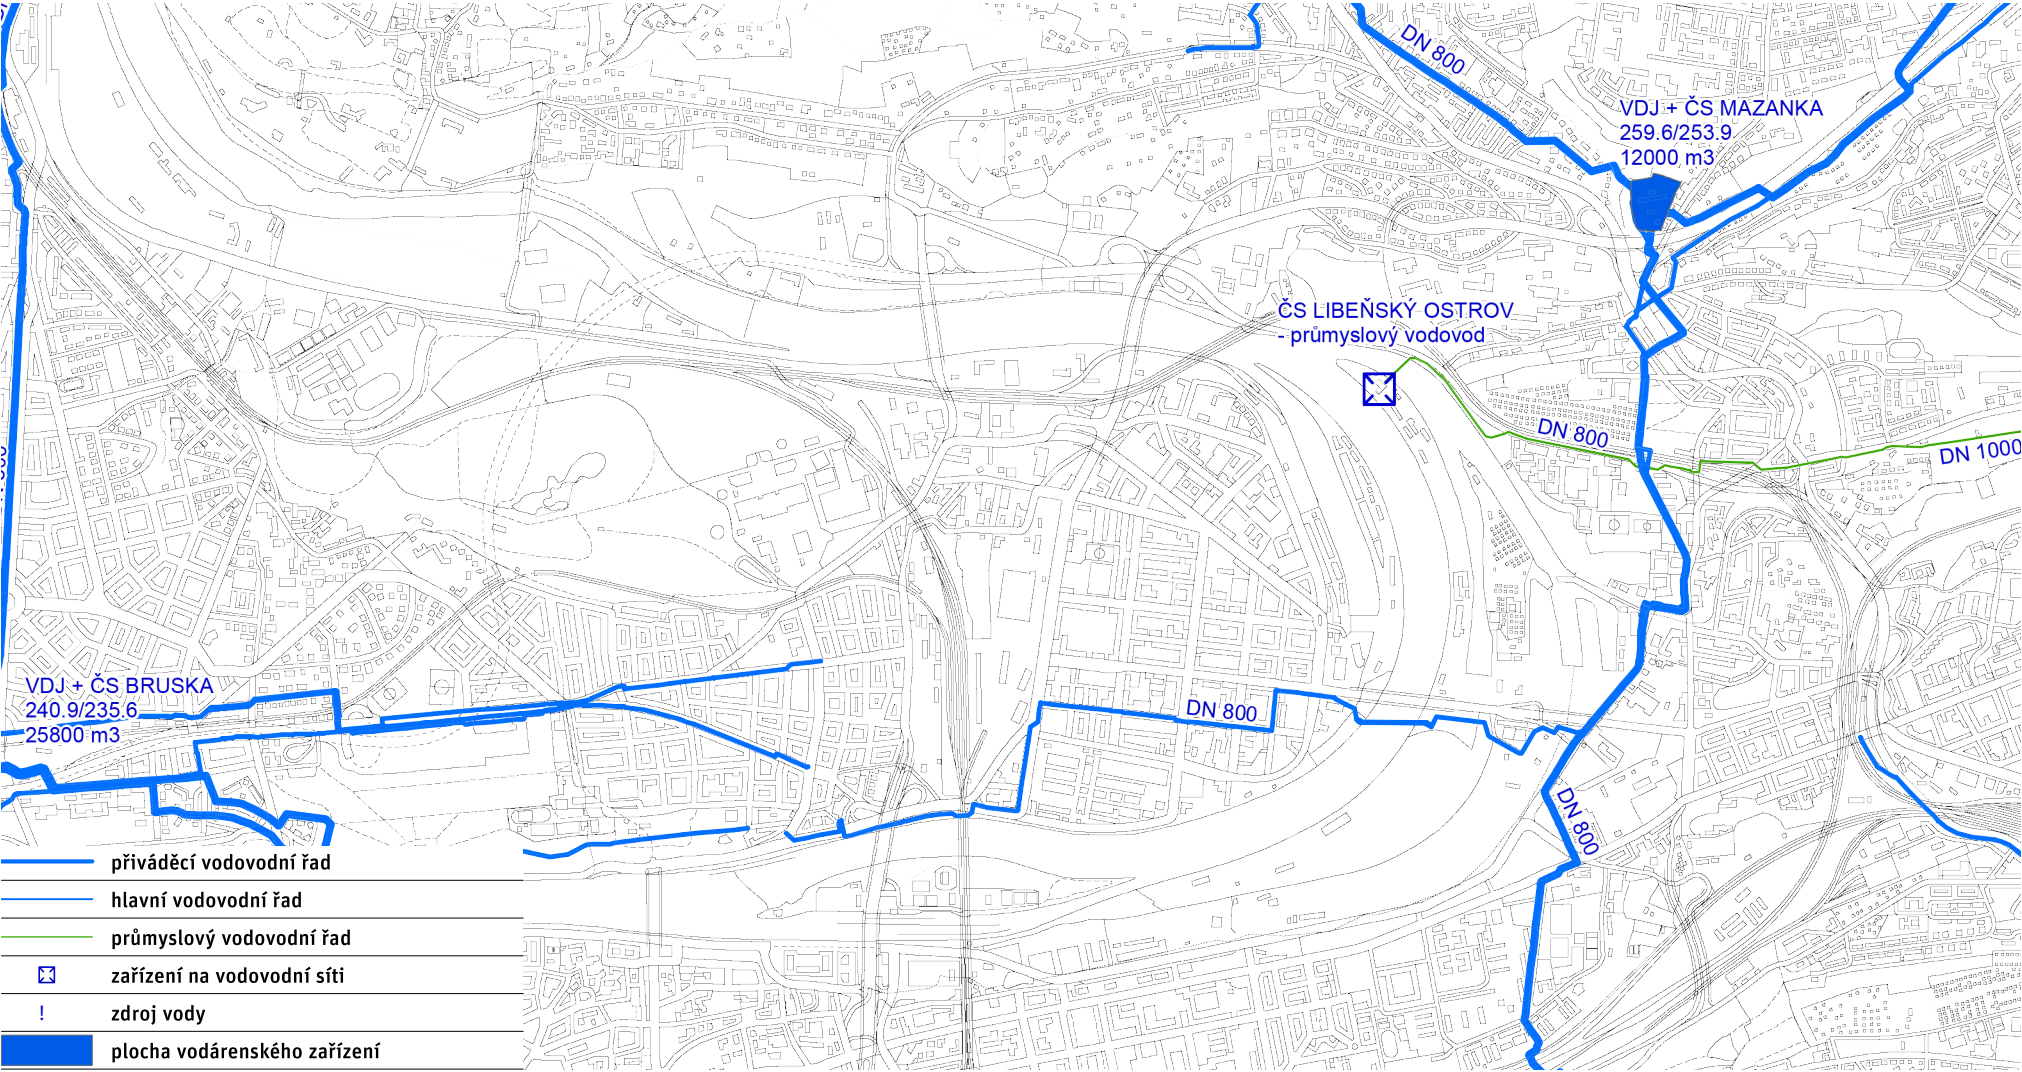 DN 800
VDJ + ČS MAZANKA
259.6/253.9
12000 m3
ČS LIBEŇSKÝ OSTROV
- průmyslový vodovod
DN 800
DN 1000
VDJ + ČS BRUSKA
240.9/235.6
25800 m3
DN 800
DN 800
přiváděcí vodovodní řad
hlavní vodovodní řad
průmyslový vodovodní řad
zařízení na vodovodní síti
! zdroj vody
plocha vodárenského zařízení